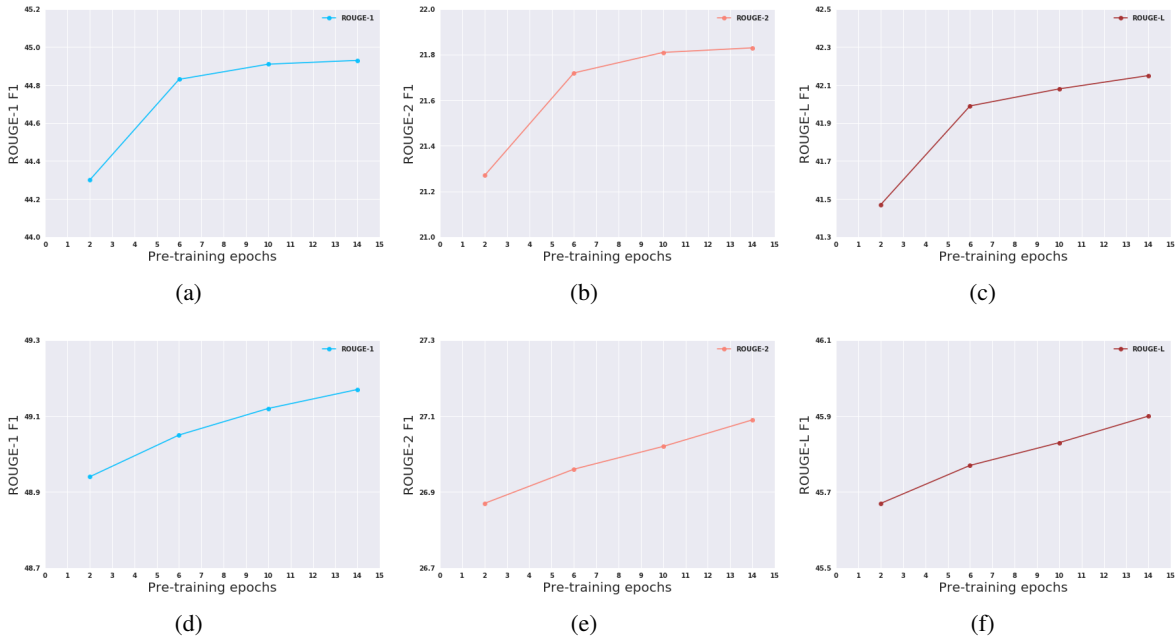 45.2
45.0
44.8
44.6
44.4
44.2
44.0
ROUGE-1 F1
ROUGE-1
0 1 2 3 4 5 6 7 8 9 10 11 12 13 14 15
Pre-training epochs
(a)
22.0
21.8
21.6
21.4
21.2
21.0
ROUGE-2 F1
ROUGE-2
0 1 2 3 4 5 6 7 8 9 10 11 12 13 14 15
Pre-training epochs
(b)
42.5
42.3
42.1
41.9
41.7
41.5
41.3
ROUGE-L F1
ROUGE-L
0 1 2 3 4 5 6 7 8 9 10 11 12 13 14 15
Pre-training epochs
(c)
49.3
49.1
48.9
48.7
ROUGE-1 F1
ROUGE-1
0 1 2 3 4 5 6 7 8 9 10 11 12 13 14 15
Pre-training epochs
(d)
27.3
27.1
26.9
26.7
ROUGE-2 F1
ROUGE-2
0 1 2 3 4 5 6 7 8 9 10 11 12 13 14 15
Pre-training epochs
(e)
46.1
45.9
45.7
45.5
ROUGE-L F1
ROUGE-L
0 1 2 3 4 5 6 7 8 9 10 11 12 13 14 15
Pre-training epochs
(f)